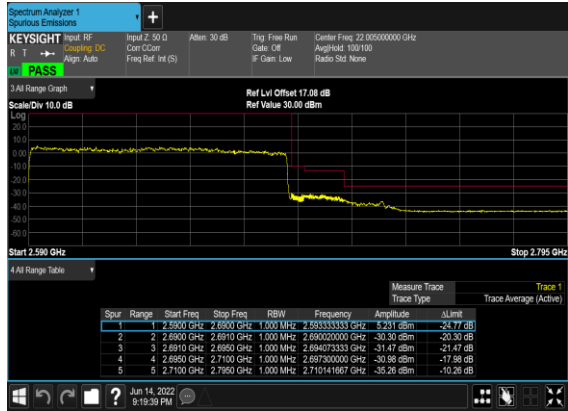 Spectrum Analyzer 1
Spurious Emissions
+
KEYSIGHT Input: RF Input Z: 50 Ω Atten: 30 dB Trig: Free Run Center Freq: 22.005000000 GHz
R T Coupling: DC Corr CCorr Gate: Off Avg|Hold: 100/100
Align: Auto Freq Ref: Int (S) IF Gain: Low Radio Std: None
PASS
3 All Range Graph Ref Lvl Offset 17.08 dB
Scale/Div 10.0 dB Ref Value 30.00 dBm
Log
20.0
10.0
0.00
-10.0
-20.0
-30.0
-40.0
-50.0
-60.0
Start 2.590 GHz Stop 2.795 GHz
4 All Range Table
Measure Trace Trace 1
Trace Type Trace Average (Active)
Spur Range Start Freq Stop Freq RBW Frequency Amplitude ΔLimit
1 1 2.5900 GHz 2.6900 GHz 1.000 MHz 2.593333333 GHz 5.231 dBm -24.77 dB
2 2 2.6900 GHz 2.6910 GHz 1.000 MHz 2.690020000 GHz -30.30 dBm -20.30 dB
3 3 2.6910 GHz 2.6950 GHz 1.000 MHz 2.694073333 GHz -31.47 dBm -21.47 dB
4 4 2.6950 GHz 2.7100 GHz 1.000 MHz 2.697300000 GHz -30.98 dBm -17.98 dB
5 5 2.7100 GHz 2.7950 GHz 1.000 MHz 2.710141667 GHz -35.26 dBm -10.26 dB
? Jun 14, 2022
9:19:39 PM